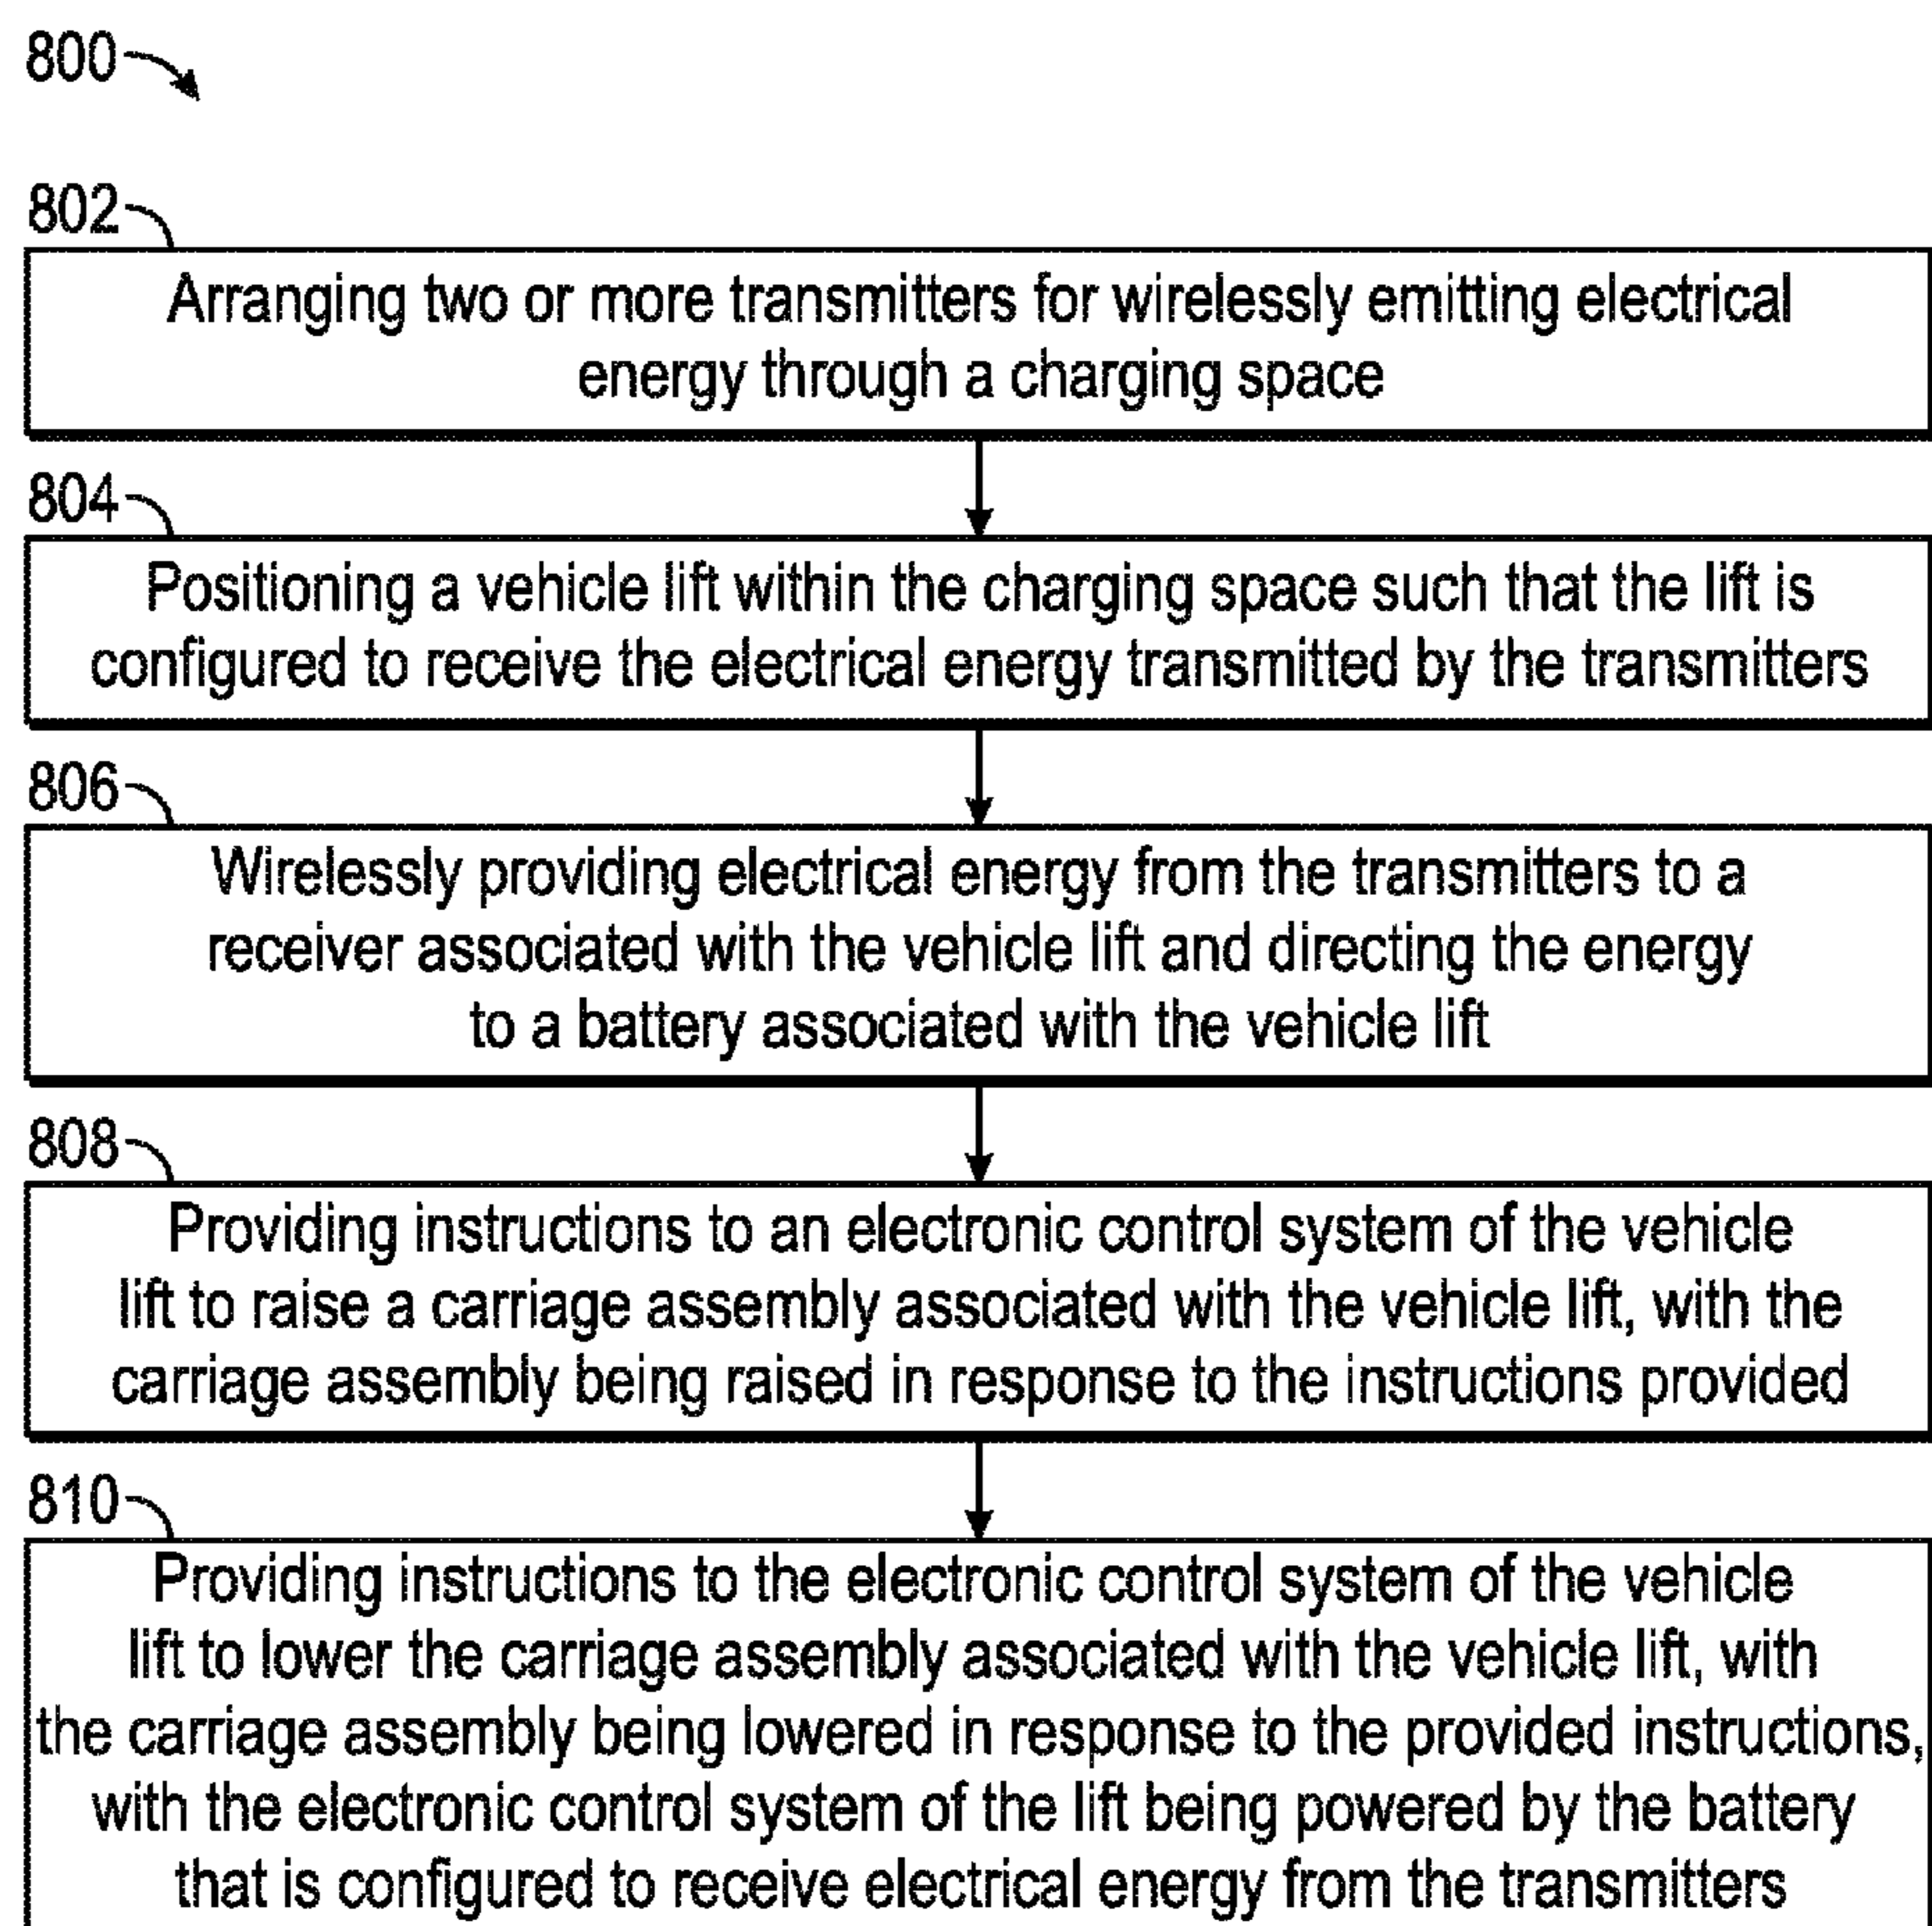 800
802
Arranging two or more transmitters for wirelessly emitting electrical
energy through a charging space
804
Positioning a vehicle lift within the charging space such that the lift is
configured to receive the electrical energy transmitted by the transmitters
806
Wirelessly providing electrical energy from the transmitters to a
receiver associated with the vehicle lift and directing the energy
to a battery associated with the vehicle lift
808
Providing instructions to an electronic control system of the vehicle
lift to raise a carriage assembly associated with the vehicle lift, with the
carriage assembly being raised in response to the instructions provided
810
Providing instructions to the electronic control system of the vehicle
lift to lower the carriage assembly associated with the vehicle lift, with
the carriage assembly being lowered in response to the provided instructions,
with the electronic control system of the lift being powered by the battery
that is configured to receive electrical energy from the transmitters